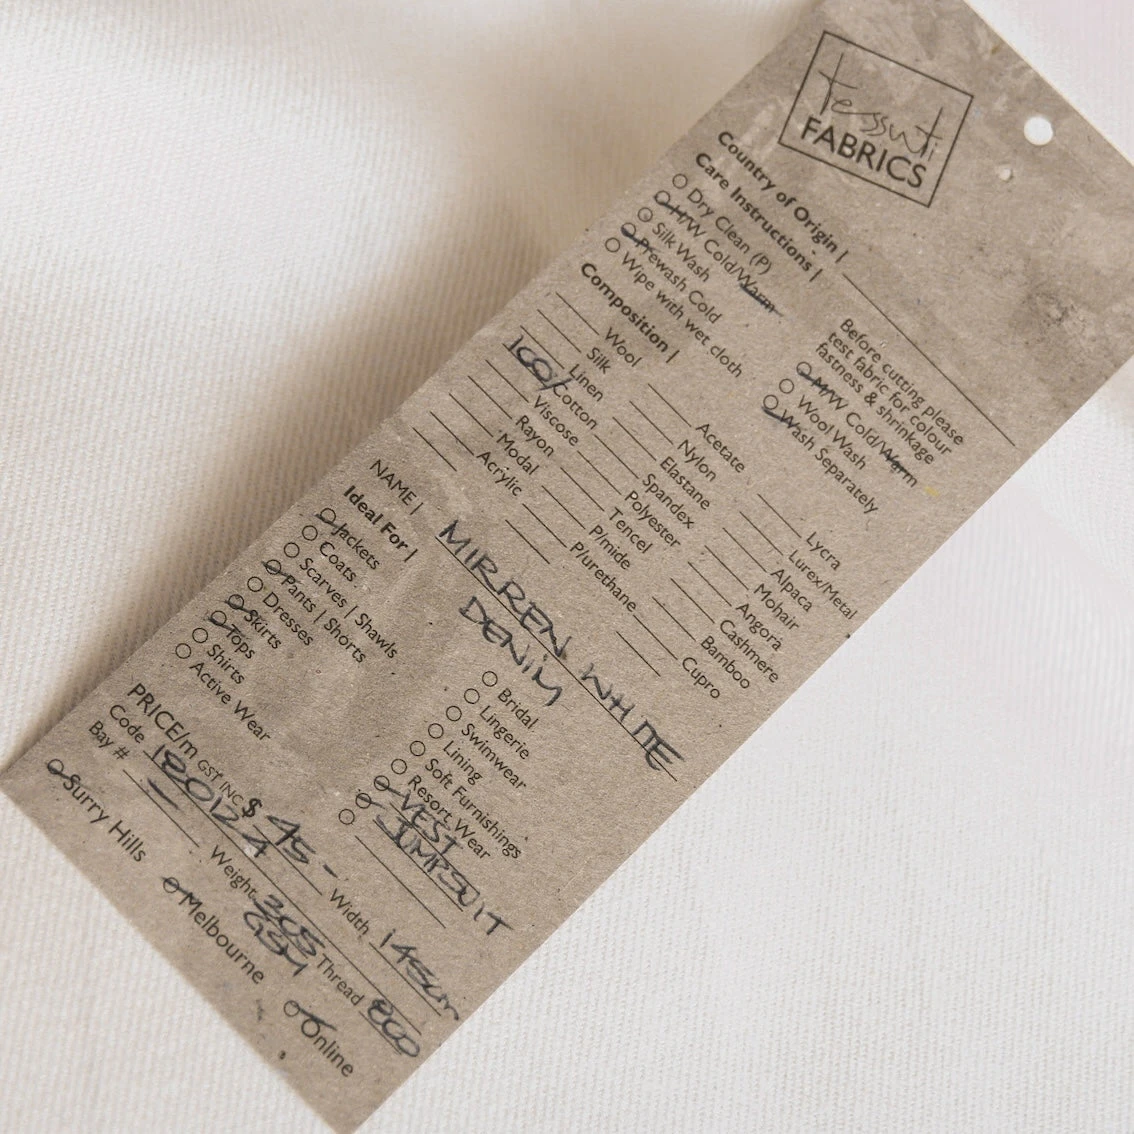 tessuti
FABRICS
Country of Origin |
Care Instructions |
Dry Clean (P)
H/W Cold/Warm
Silk Wash
Prewash Cold
Wipe with wet cloth
Before cutting please
test fabric for colour
fastness & shrinkage
M/W Cold/Warm
Wool Wash
Wash Separately
Composition |
Wool
Silk
Linen
100% Cotton
Viscose
Rayon
Modal
Acrylic
Acetate
Nylon
Elastane
Spandex
Polyester
Tencel
P/mide
P/urethane
Lycra
Lurex/Metal
Alpaca
Mohair
Angora
Cashmere
Bamboo
Cupro
NAME | MIRREN WHITE
DENIM
Ideal For |
Jackets
Coats
Scarves | Shawls
Pants | Shorts
Dresses
Skirts
Tops
Shirts
Active Wear
Bridal
Lingerie
Swimwear
Lining
Soft Furnishings
Resort Wear
VEST
JUMPSUIT
PRICE/m GST INC $ 45 - Width 145cm
Code Weight 305 GSM Thread 800
Bay #
Surry Hills Melbourne Online